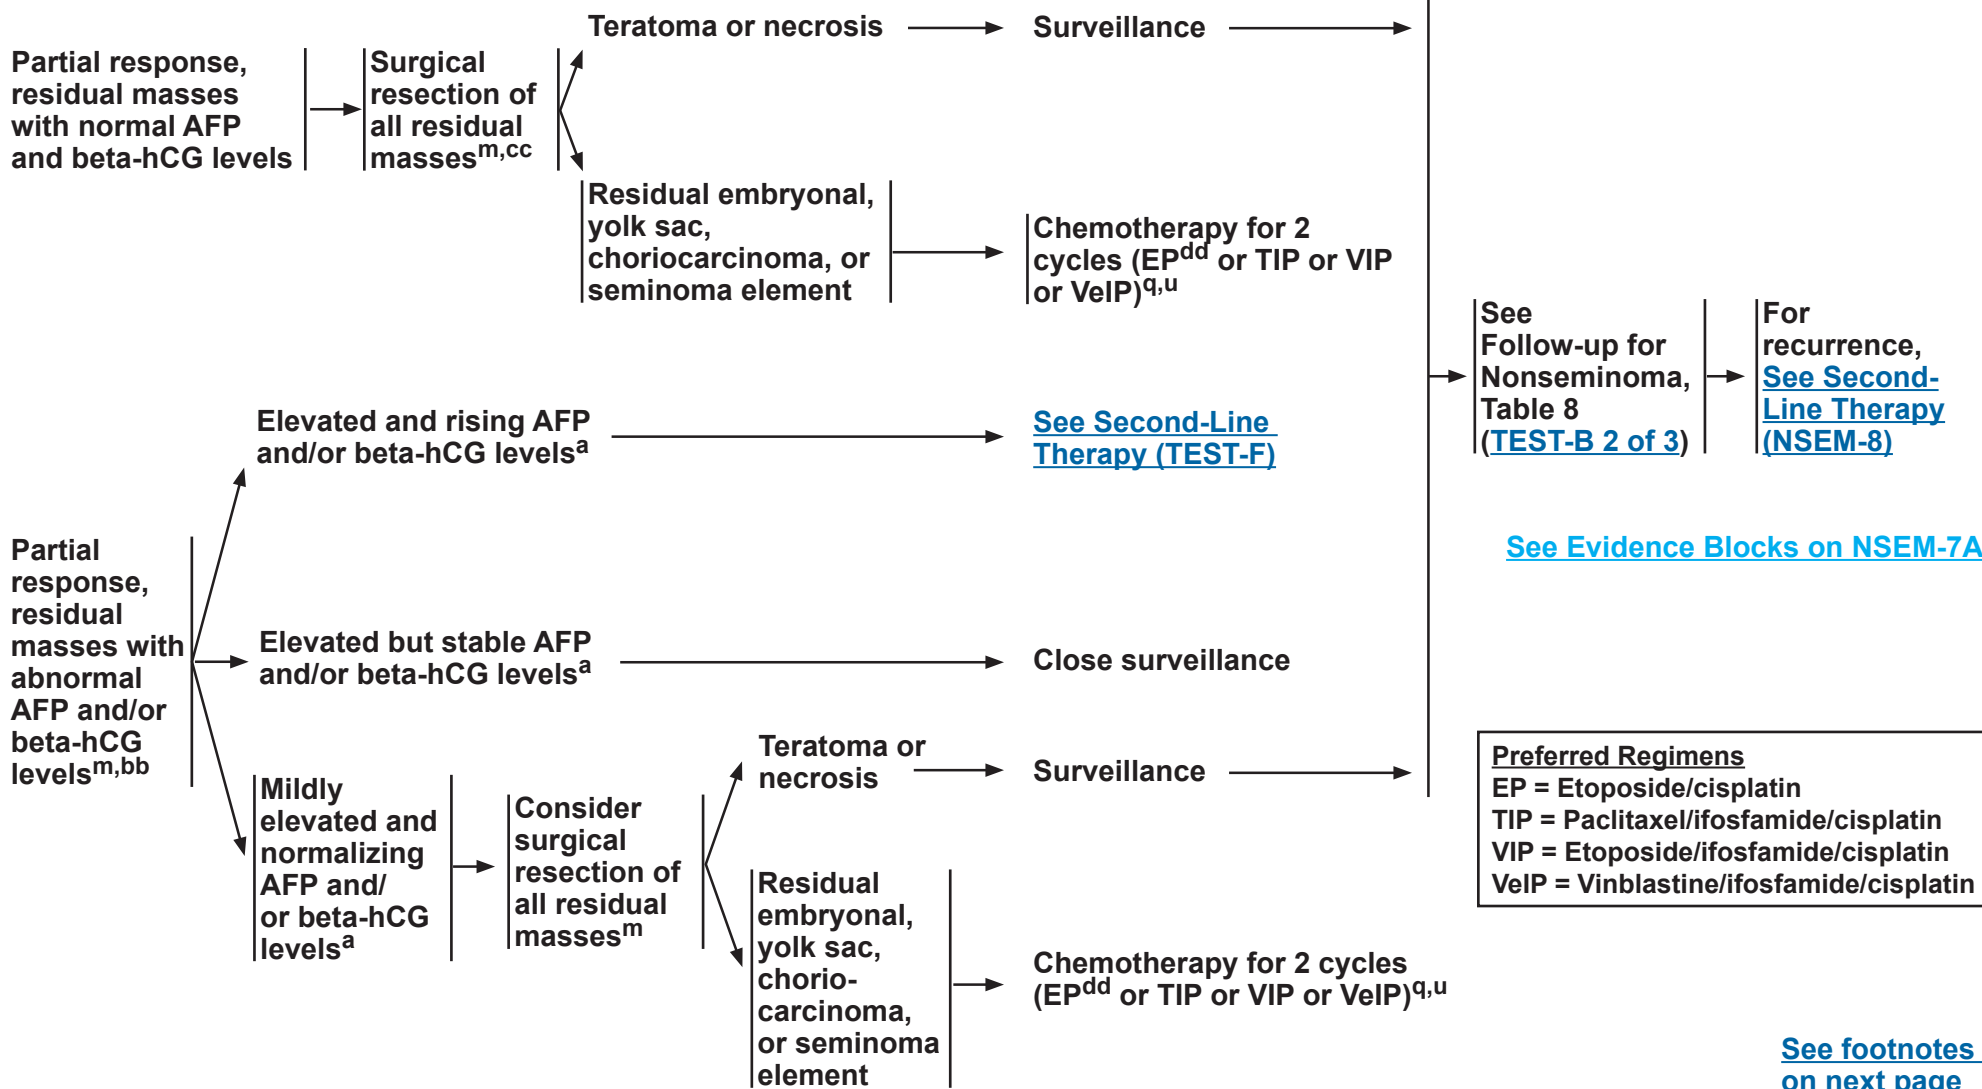 Partial response,
residual masses
with normal AFP
and beta-hCG levels
Surgical
resection of
all residual
masses^m,cc
Teratoma or necrosis
Surveillance
Residual embryonal,
yolk sac,
choriocarcinoma, or
seminoma element
Chemotherapy for 2
cycles (EP^dd or TIP or VIP
or VeIP)^q,u
Partial
response,
residual
masses with
abnormal
AFP and/or
beta-hCG
levels^m,bb
Elevated and rising AFP
and/or beta-hCG levels^a
See Second-Line
Therapy (TEST-F)
Elevated but stable AFP
and/or beta-hCG levels^a
Close surveillance
Mildly
elevated and
normalizing
AFP and/
or beta-hCG
levels^a
Consider
surgical
resection of
all residual
masses^m
Teratoma or
necrosis
Surveillance
Residual
embryonal,
yolk sac,
chorio-
carcinoma,
or seminoma
element
Chemotherapy for 2 cycles
(EP^dd or TIP or VIP or VeIP)^q,u
See
Follow-up for
Nonseminoma,
Table 8
(TEST-B 2 of 3)
For
recurrence,
See Second-
Line Therapy
(NSEM-8)
See Evidence Blocks on NSEM-7A
Preferred Regimens
EP = Etoposide/cisplatin
TIP = Paclitaxel/ifosfamide/cisplatin
VIP = Etoposide/ifosfamide/cisplatin
VeIP = Vinblastine/ifosfamide/cisplatin
See footnotes
on next page